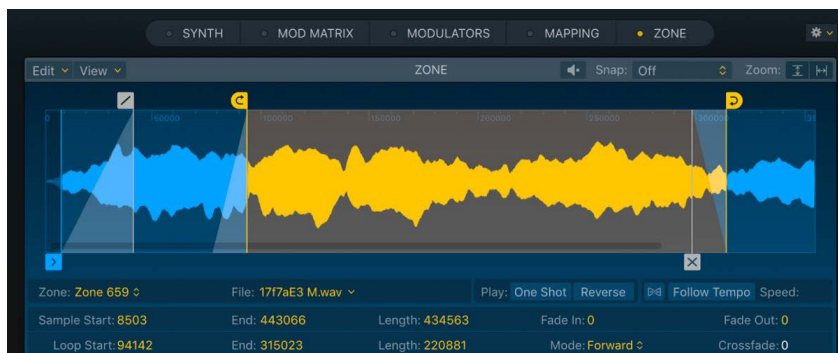 SYNTH MOD MATRIX MODULATORS MAPPING ZONE
Edit View ZONE Snap: Off Zoom:
0 50000 100000 150000 200000 250000 300000 35
Zone: Zone 659 File: 17f7aE3 M.wav Play: One Shot Reverse Follow Tempo Speed:
Sample Start: 8503 End: 443066 Length: 434563 Fade In: 0 Fade Out: 0
Loop Start: 94142 End: 315023 Length: 220881 Mode: Forward Crossfade: 0